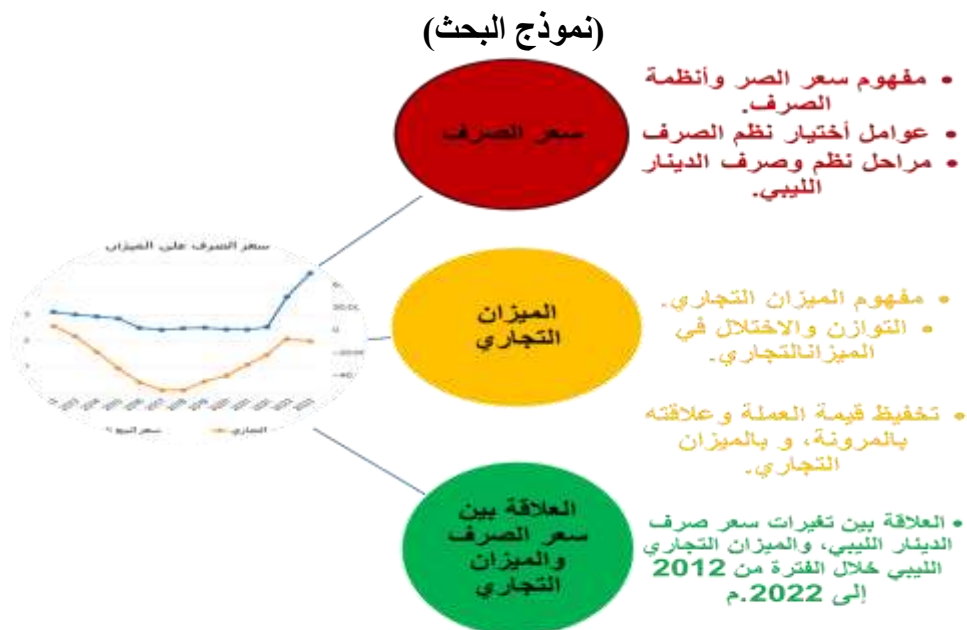 (نموذج البحث)
سعر الصرف
• مفهوم سعر الصر وأنظمة
الصرف.
• عوامل أختيار نظم الصرف
• مراحل نظم وصرف الدينار
الليبي.
سعر الصرف على الميزان
الميزان
التجاري
• مفهوم الميزان التجاري.
• التوازن والاختلال في
الميزانالتجاري.
• تخفيظ قيمة العملة وعلاقته
بالمرونة، و بالميزان
التجاري.
التجاري
سعر البيع
العلاقة بين
سعر الصرف
والميزان
التجاري
• العلاقة بين تغيرات سعر صرف
الدينار الليبي، والميزان التجاري
الليبي خلال الفترة من 2012
إلى 2022.م